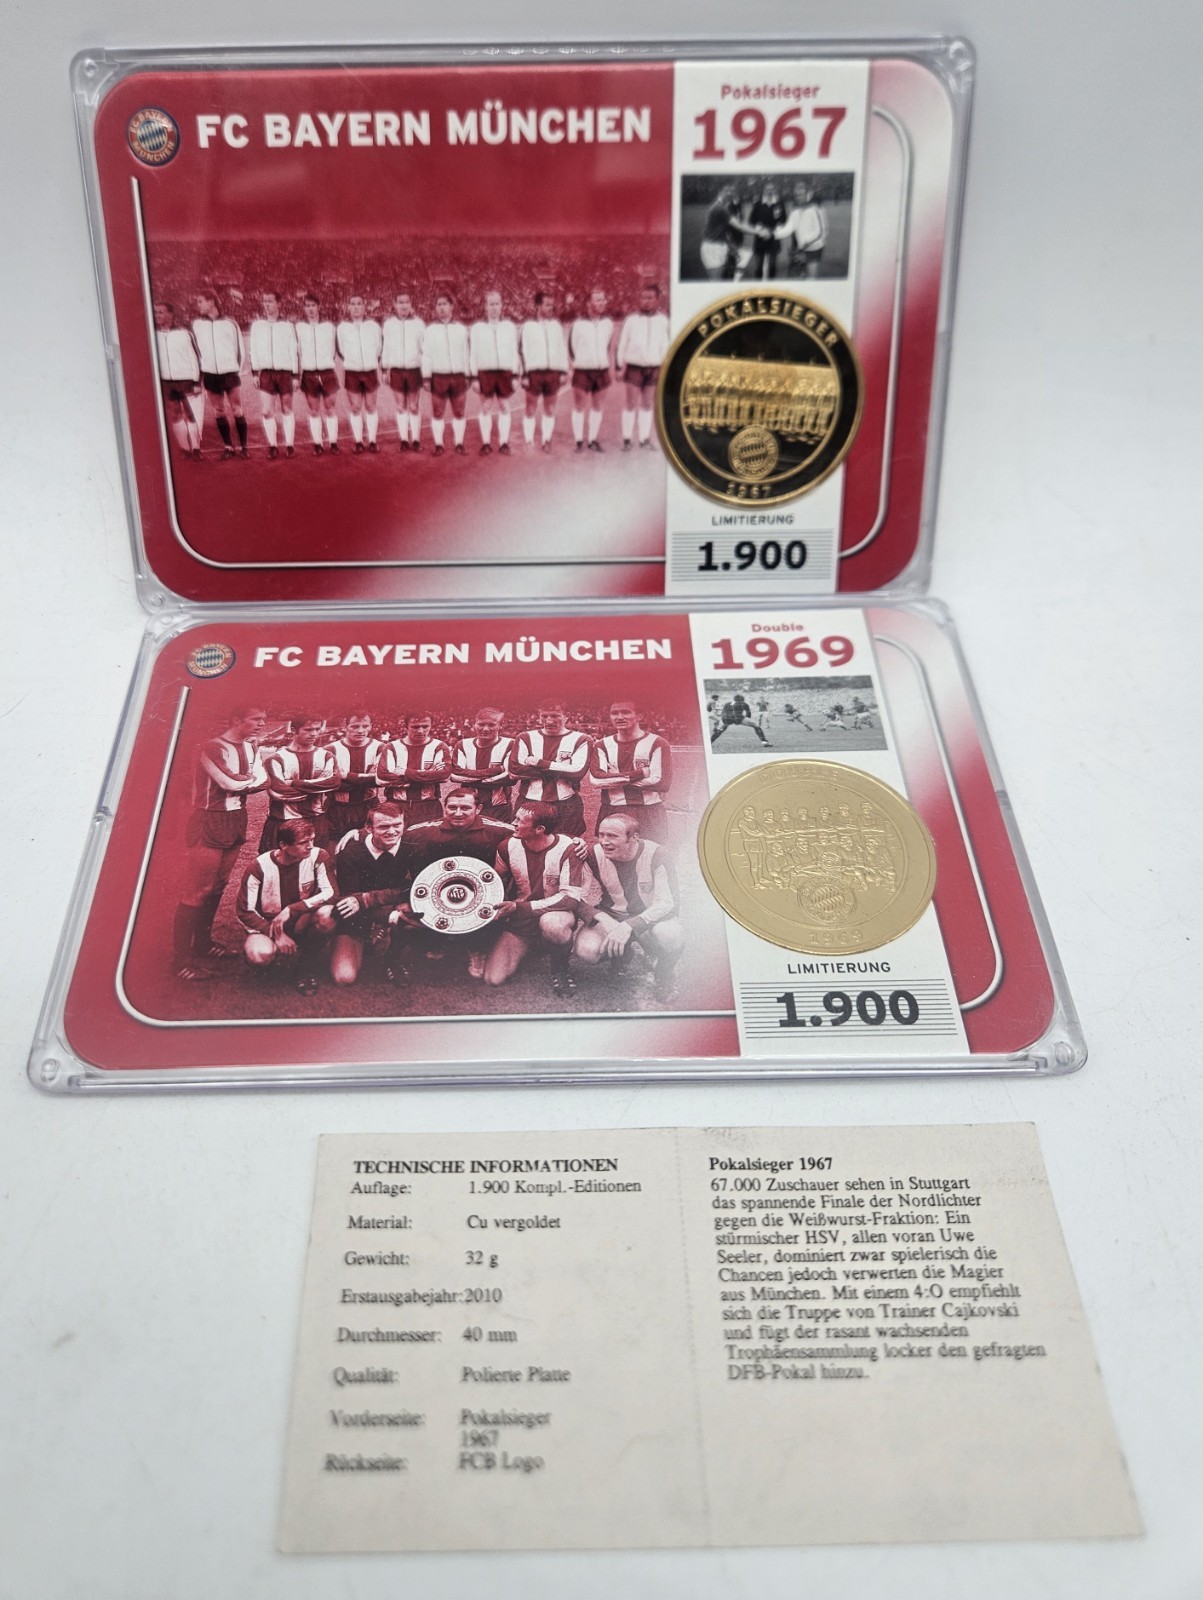 FC BAYERN MÜNCHEN
Pokalsieger
1967
POKALSIEGER
1967
LIMITIERUNG
1.900
FC BAYERN MÜNCHEN
Double
1969
DOUBLE
1969
LIMITIERUNG
1.900
TECHNISCHE INFORMATIONEN
Auflage: 1.900 Kompl.-Editionen
Material: Cu vergoldet
Gewicht: 32 g
Erstausgabejahr: 2010
Durchmesser: 40 mm
Qualität: Polierte Platte
Vorderseite: Pokalsieger
1967
Rückseite: FCB Logo
Pokalsieger 1967
67.000 Zuschauer sehen in Stuttgart
das spannende Finale der Nordlichter
gegen die Weißwurst-Fraktion: Ein
stürmischer HSV, allen voran Uwe
Seeler, dominiert zwar spielerisch die
Chancen jedoch verwerten die Magier
aus München. Mit einem 4:O empfiehlt
sich die Truppe von Trainer Cajkovski
und fügt der rasant wachsenden
Trophäensammlung locker den gefragten
DFB-Pokal hinzu.